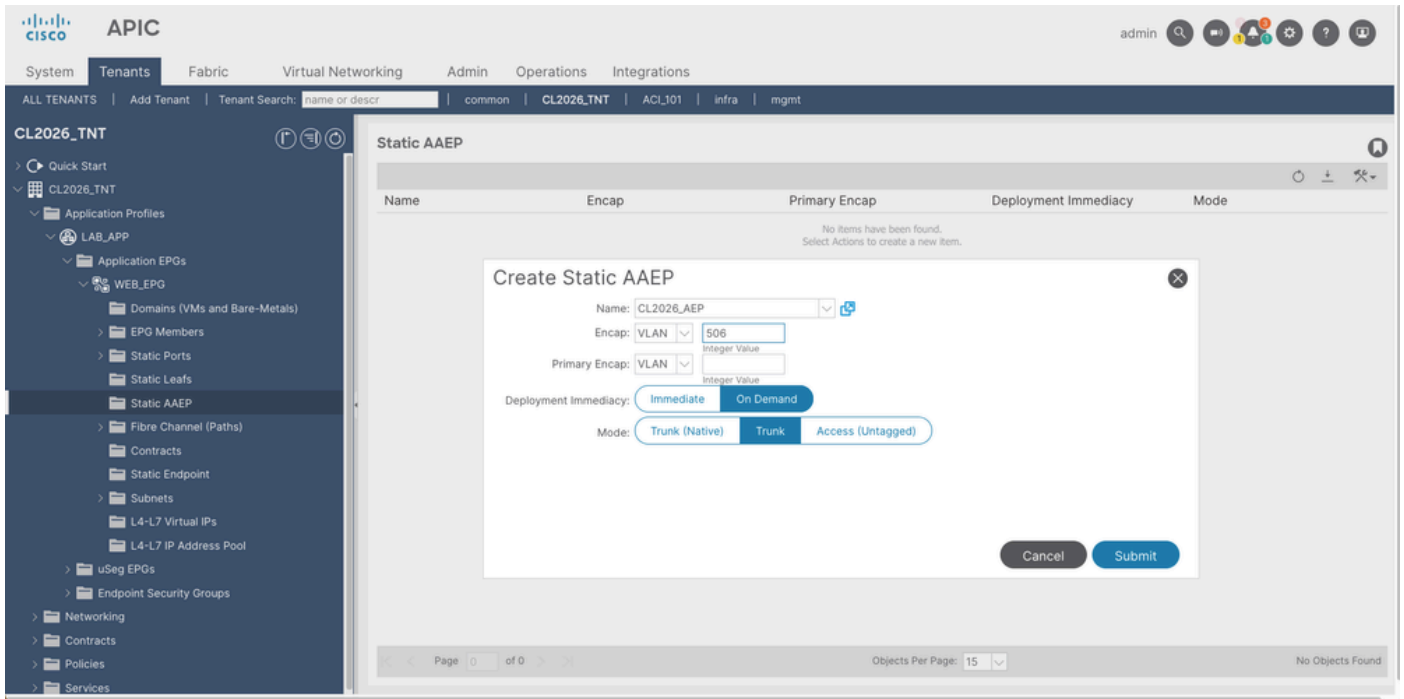 CISCO
APIC
admin
3
1
1
System Tenants Fabric Virtual Networking Admin Operations Integrations
ALL TENANTS | Add Tenant | Tenant Search: name or descr | common | CL2026_TNT | ACI_101 | infra | mgmt
CL2026_TNT
Quick Start
CL2026_TNT
Application Profiles
LAB_APP
Application EPGs
WEB_EPG
Domains (VMs and Bare-Metals)
EPG Members
Static Ports
Static Leafs
Static AAEP
Fibre Channel (Paths)
Contracts
Static Endpoint
Subnets
L4-L7 Virtual IPs
L4-L7 IP Address Pool
uSeg EPGs
Endpoint Security Groups
Networking
Contracts
Policies
Services
Static AAEP
Name Encap Primary Encap Deployment Immediacy Mode
No items have been found.
Select Actions to create a new item.
Create Static AAEP
Name: CL2026_AEP
Encap: VLAN 506
Integer Value
Primary Encap: VLAN
Integer Value
Deployment Immediacy: Immediate On Demand
Mode: Trunk (Native) Trunk Access (Untagged)
Cancel Submit
Page 0 of 0 Objects Per Page: 15 No Objects Found